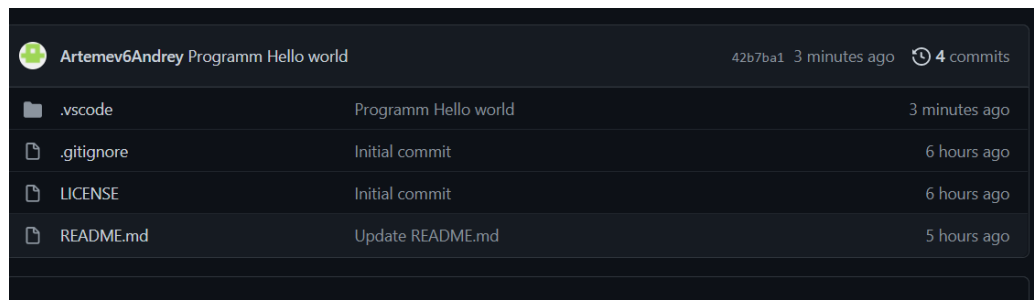 Artemev6Andrey Programm Hello world 42b7ba1 3 minutes ago 4 commits
.vscode Programm Hello world 3 minutes ago
.gitignore Initial commit 6 hours ago
LICENSE Initial commit 6 hours ago
README.md Update README.md 5 hours ago